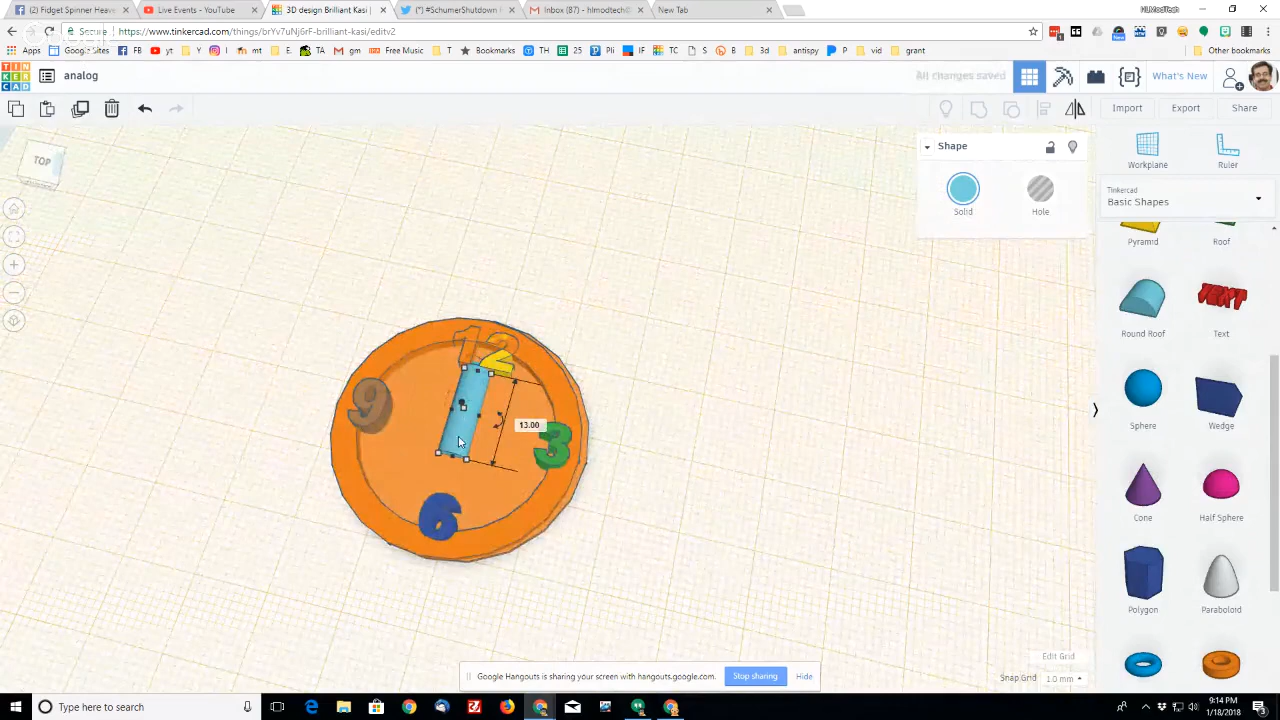 (2) Fidget Spinner Heave
Live Events - YouTube
3D design Brilliant Kasi |
(*) #SchumerShutdown H
Inbox (87) - hlmodtech@
New Tab
HLModTech
Secure
https://www.tinkercad.com/things/brYv7uNj6rF-brilliant-kasi/editv2
Apps
Google Sheets
FB
yt
Y
im
mt
E
TA
M
Free Music
T
Bookmarks
TH
25
Pli
IF
TC
S
C
B
3d
antispy
P
vid
grant
Other bookmarks
TIN
KER
CAD
analog
All changes saved
What's New
Import
Export
Share
TOP
Shape
Solid
Hole
Workplane
Ruler
Tinkercad
Basic Shapes
Pyramid
Roof
TEXT
Round Roof
Text
Sphere
Wedge
Cone
Half Sphere
Polygon
Paraboloid
12
9
3
6
13.00
Edit Grid
Snap Grid
1.0 mm
Google Hangouts is sharing your screen with hangouts.google.com.
Stop sharing
Hide
Type here to search
9:14 PM
1/18/2018